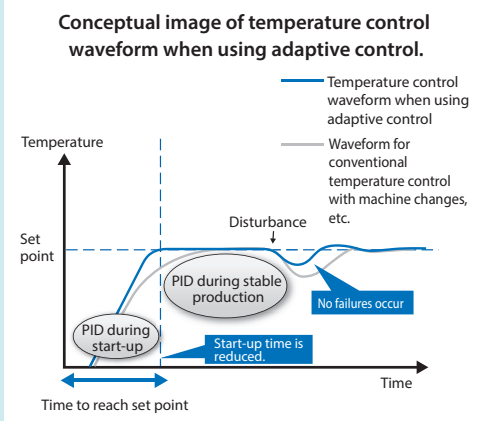 Conceptual image of temperature control
waveform when using adaptive control.
Temperature control
waveform when using
adaptive control
Waveform for
conventional
temperature control
with machine changes,
etc.
Temperature
Disturbance
Set
point
PID during stable
production
No failures occur
PID during
start-up
Start-up time is
reduced.
Time
Time to reach set point